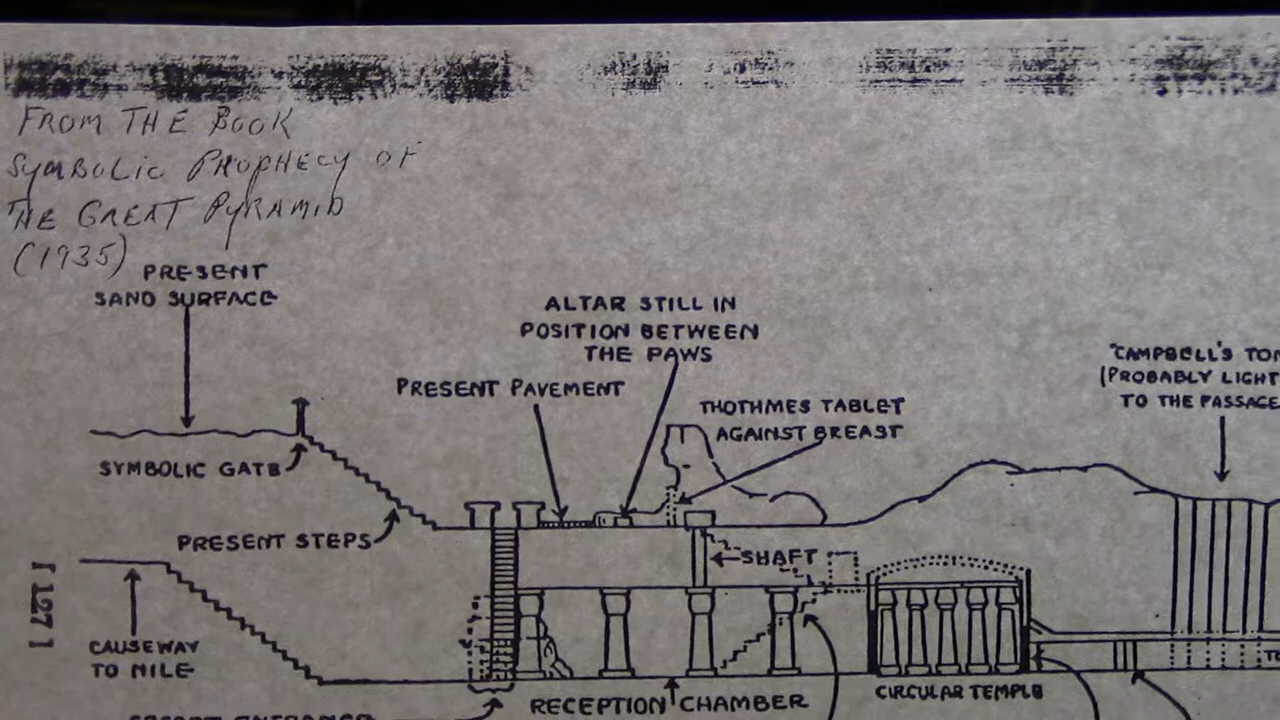 FROM THE BOOK
SYMBOLIC PROPHECY OF
THE GREAT PYRAMID
(1935)
PRESENT
SAND SURFACE
ALTAR STILL IN
POSITION BETWEEN
THE PAWS
PRESENT PAVEMENT
THOTHMES TABLET
AGAINST BREAST
"CAMPBELL'S
(PROBABLY LIGHT
TO THE PASSAGE
SYMBOLIC GATE
PRESENT STEPS
SHAFT
[127]
CAUSEWAY
TO NILE
RECEPTION CHAMBER
CIRCULAR TEMPLE